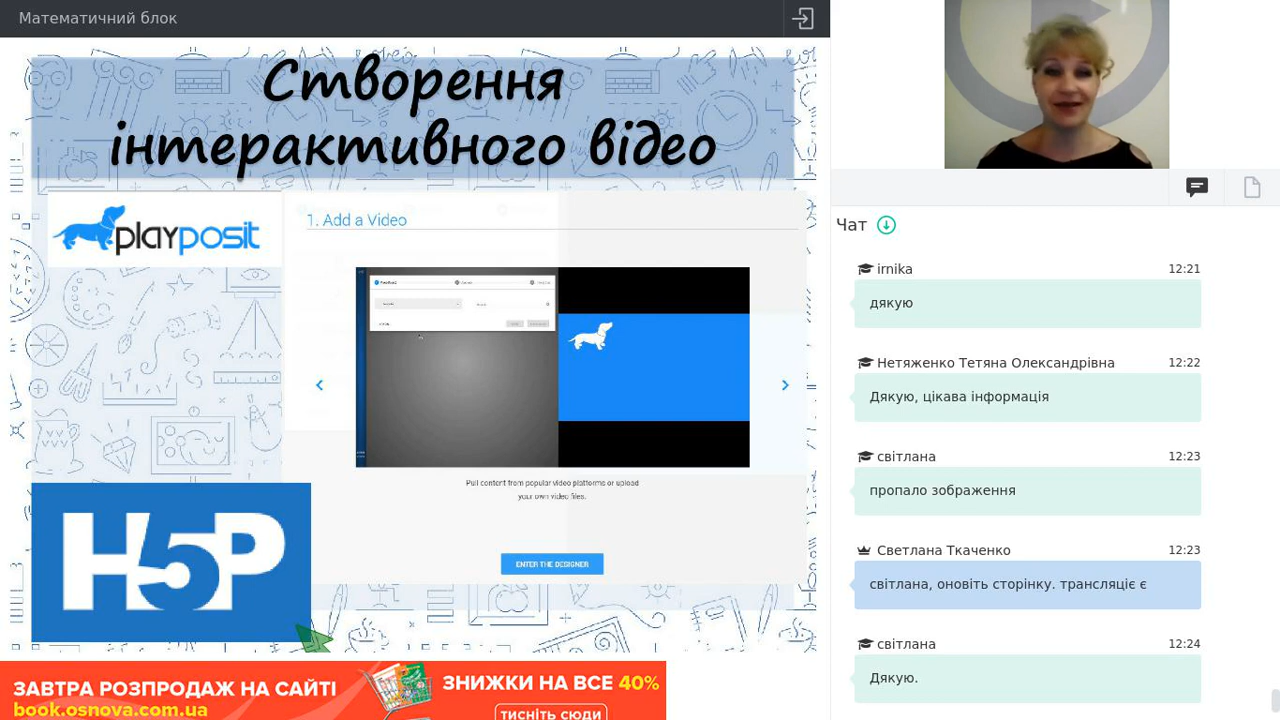 Математичний блок
Створення
інтерактивного відео
playposit
1. Add a Video
Pull content from popular video platforms or upload
your own video files.
ENTER THE DESIGNER
H5P
ЗАВТРА РОЗПРОДАЖ НА САЙТІ
book.osnova.com.ua
ЗНИЖКИ НА ВСЕ 40%
тисніть сюди
Чат
irnika 12:21
дякую
Нетяженко Тетяна Олександрівна 12:22
Дякую, цікава інформація
світлана 12:23
пропало зображення
Светлана Ткаченко 12:23
світлана, оновіть сторінку. трансляціє є
світлана 12:24
Дякую.